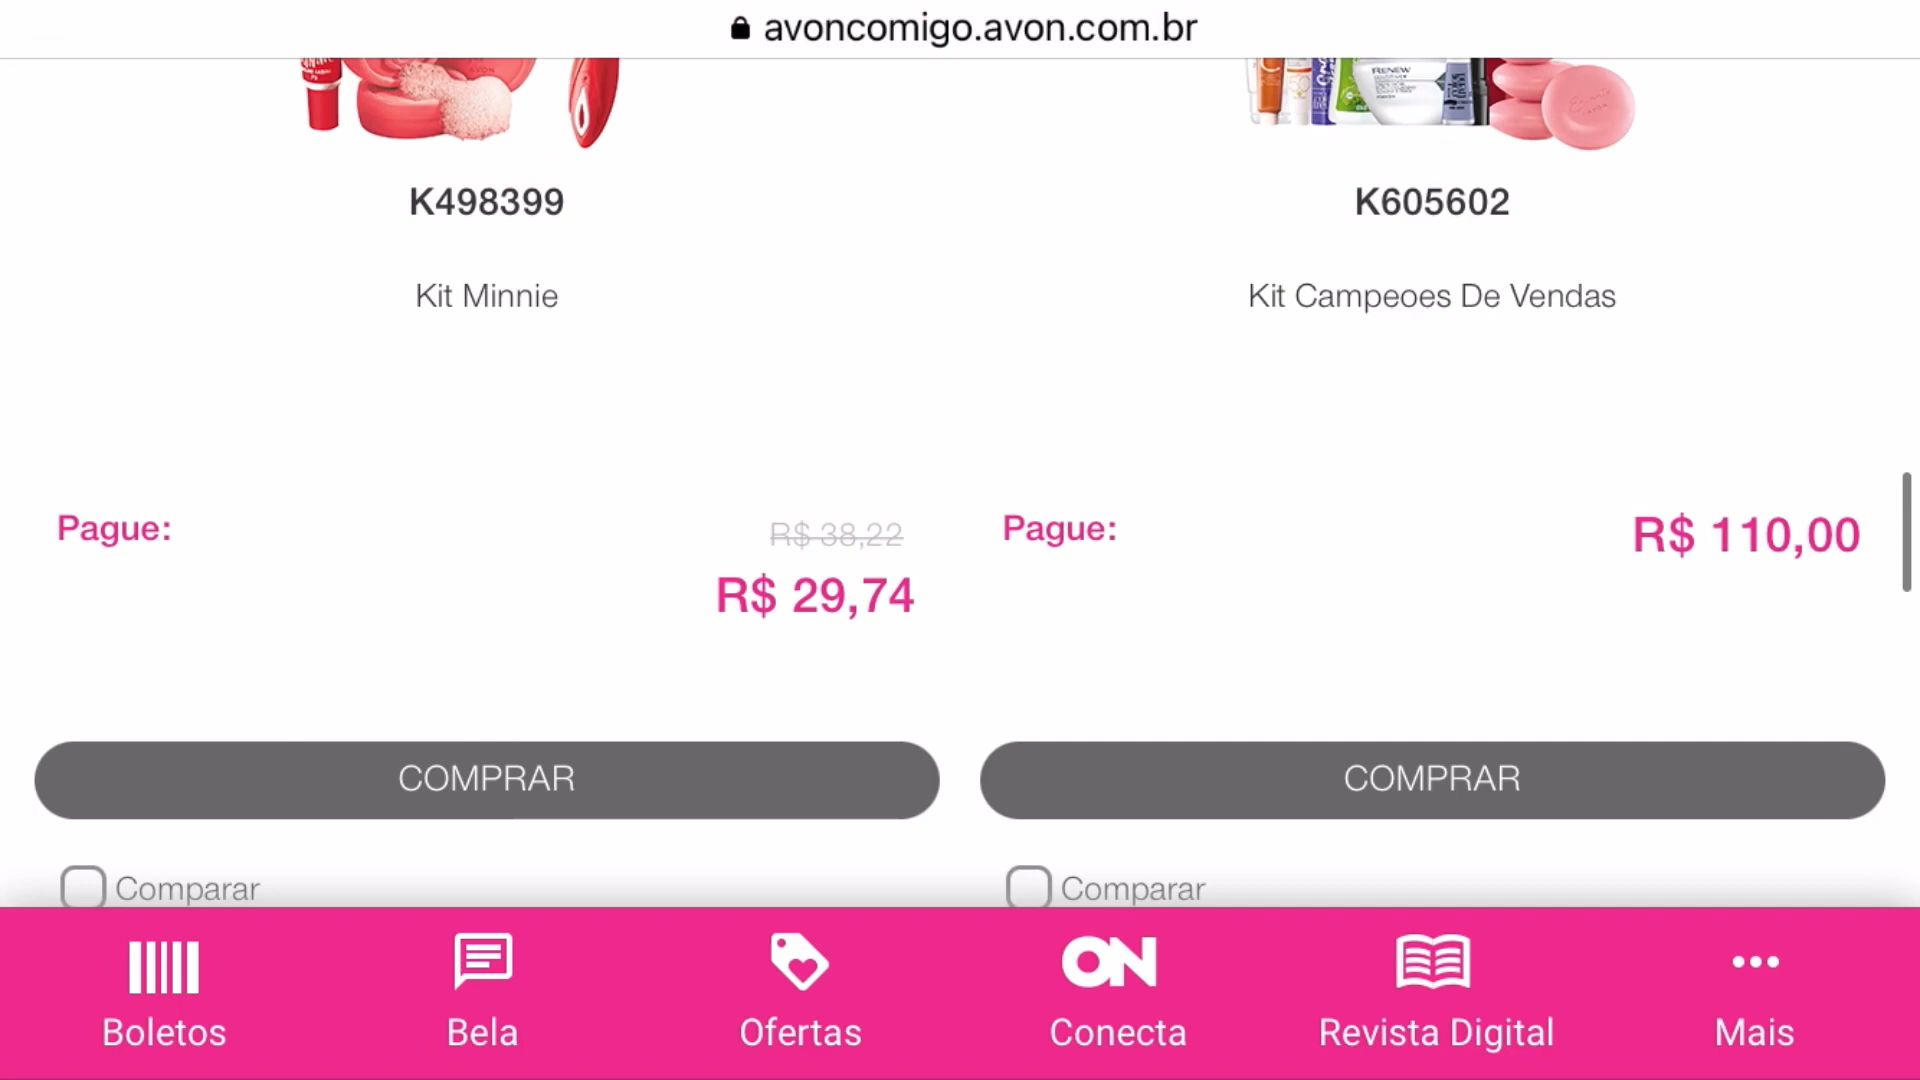 avoncomigo.avon.com.br
RENEW
K498399
K605602
Kit Minnie
Kit Campeoes De Vendas
Pague:
R$ 38,22
R$ 29,74
Pague:
R$ 110,00
COMPRAR
COMPRAR
Comparar
Comparar
ON
Boletos
Bela
Ofertas
Conecta
Revista Digital
Mais